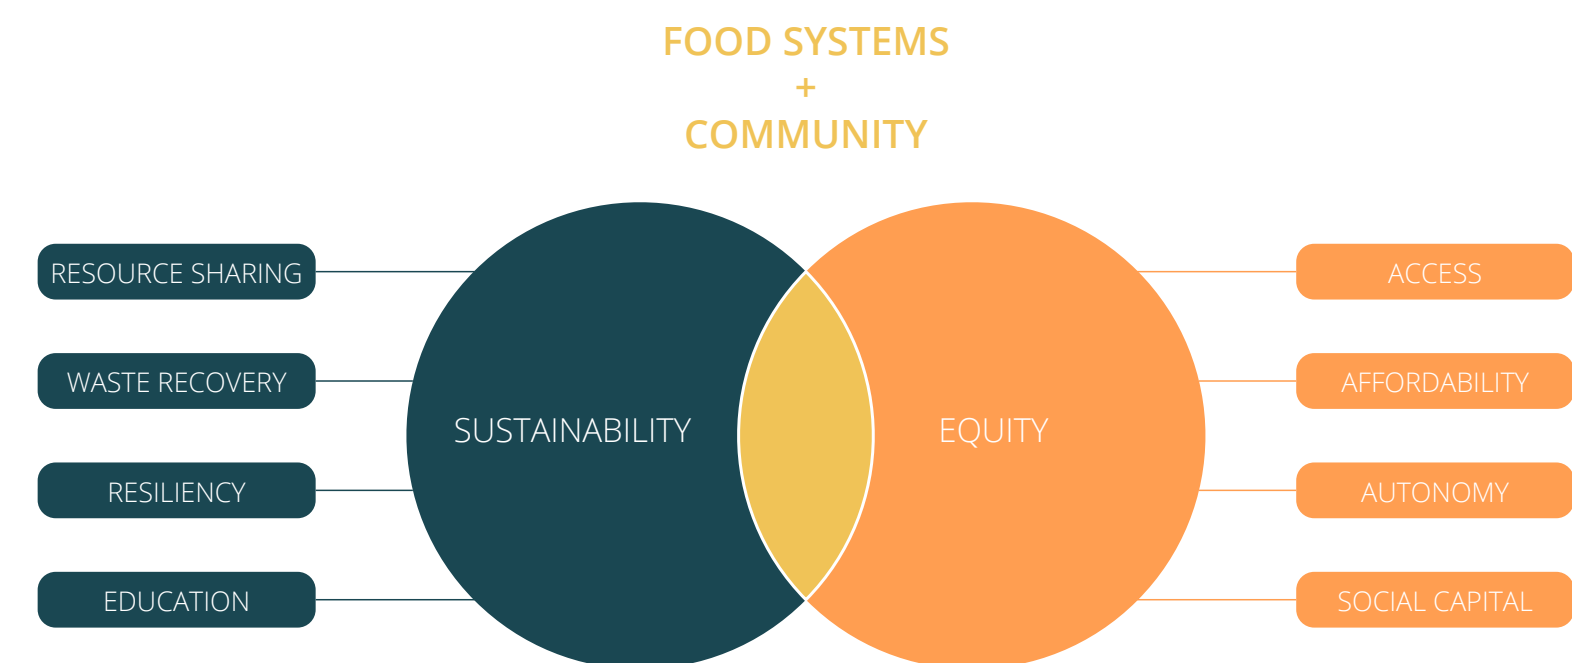 FOOD SYSTEMS
+
COMMUNITY
RESOURCE SHARING
WASTE RECOVERY
RESILIENCY
EDUCATION
SUSTAINABILITY
EQUITY
ACCESS
AFFORDABILITY
AUTONOMY
SOCIAL CAPITAL